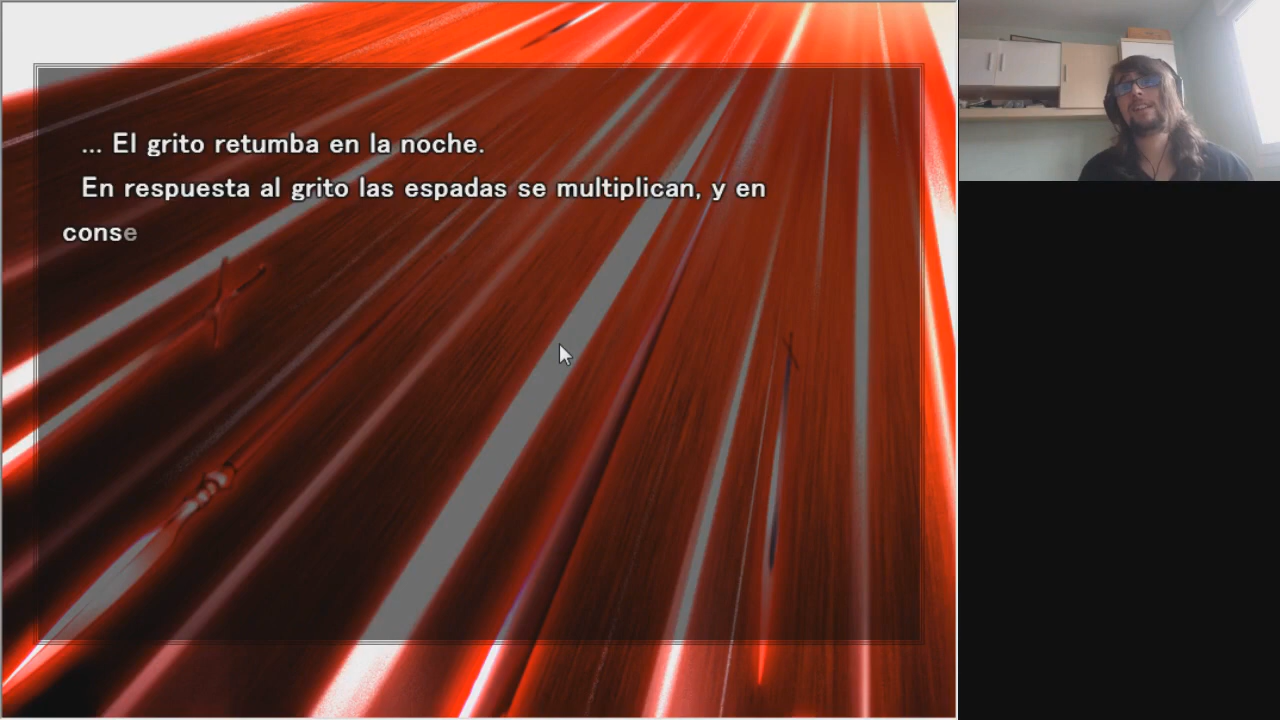 ... El grito retumba en la noche.
En respuesta al grito las espadas se multiplican, y en
conse